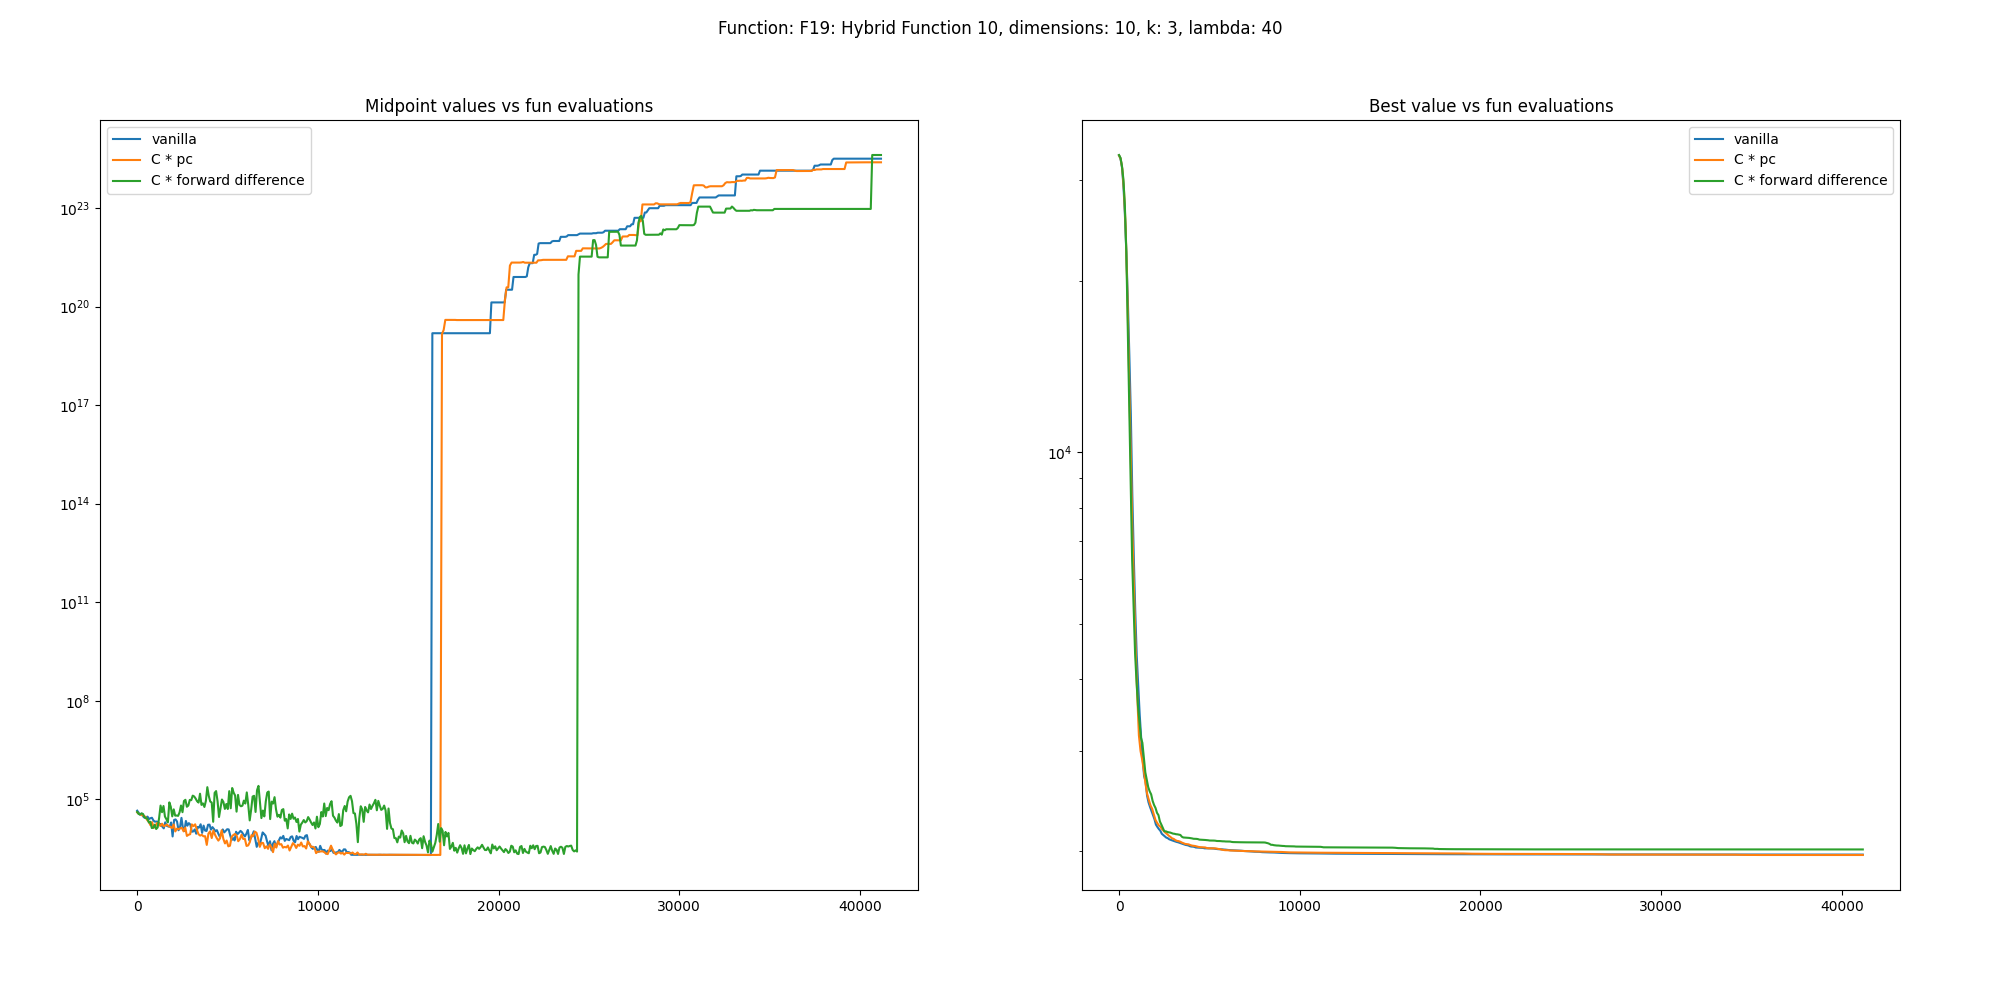 Function: F19: Hybrid Function 10, dimensions: 10, k: 3, lambda: 40
Midpoint values vs fun evaluations
vanilla
C * pc
C * forward difference
10^23
10^20
10^17
10^14
10^11
10^8
10^5
0 10000 20000 30000 40000
Best value vs fun evaluations
vanilla
C * pc
C * forward difference
10^4
0 10000 20000 30000 40000